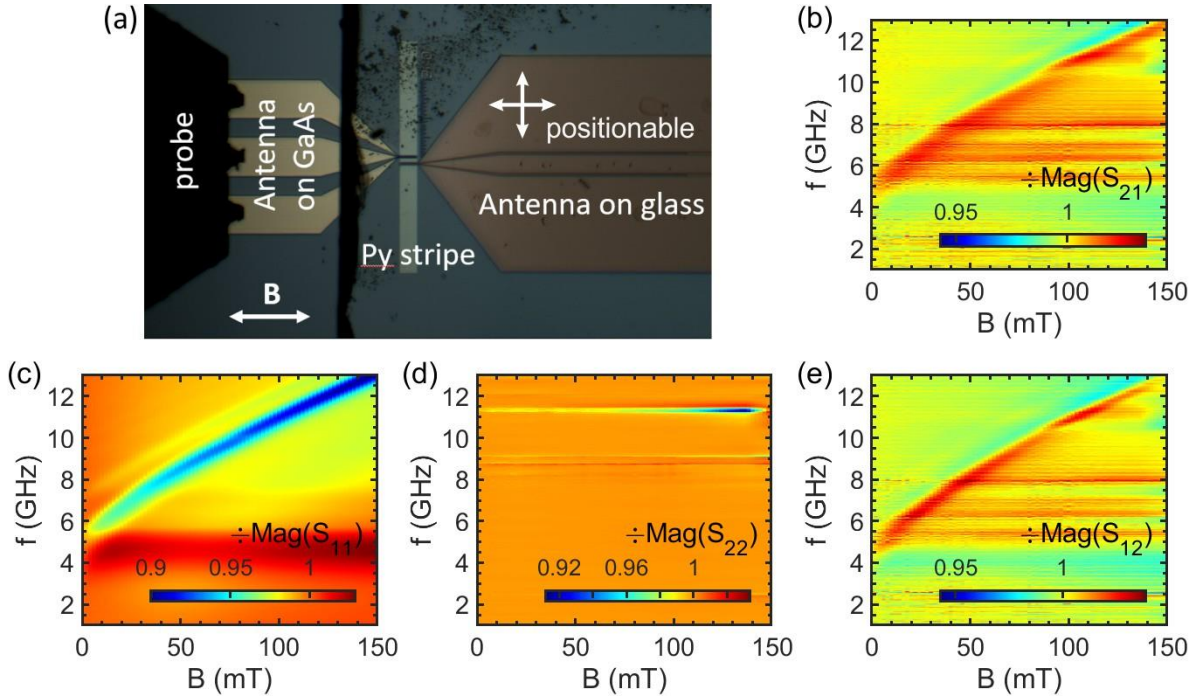 (a)
probe
Antenna
on GaAs
positionable
Antenna on glass
Py stripe
B
(b)
f (GHz)
12
10
8
6
4
2
÷Mag(S21)
0.95 1
0 50 100 150
B (mT)
(c)
f (GHz)
12
10
8
6
4
2
÷Mag(S11)
0.9 0.95 1
0 50 100 150
B (mT)
(d)
f (GHz)
12
10
8
6
4
2
÷Mag(S22)
0.92 0.96 1
0 50 100 150
B (mT)
(e)
f (GHz)
12
10
8
6
4
2
÷Mag(S12)
0.95 1
0 50 100 150
B (mT)